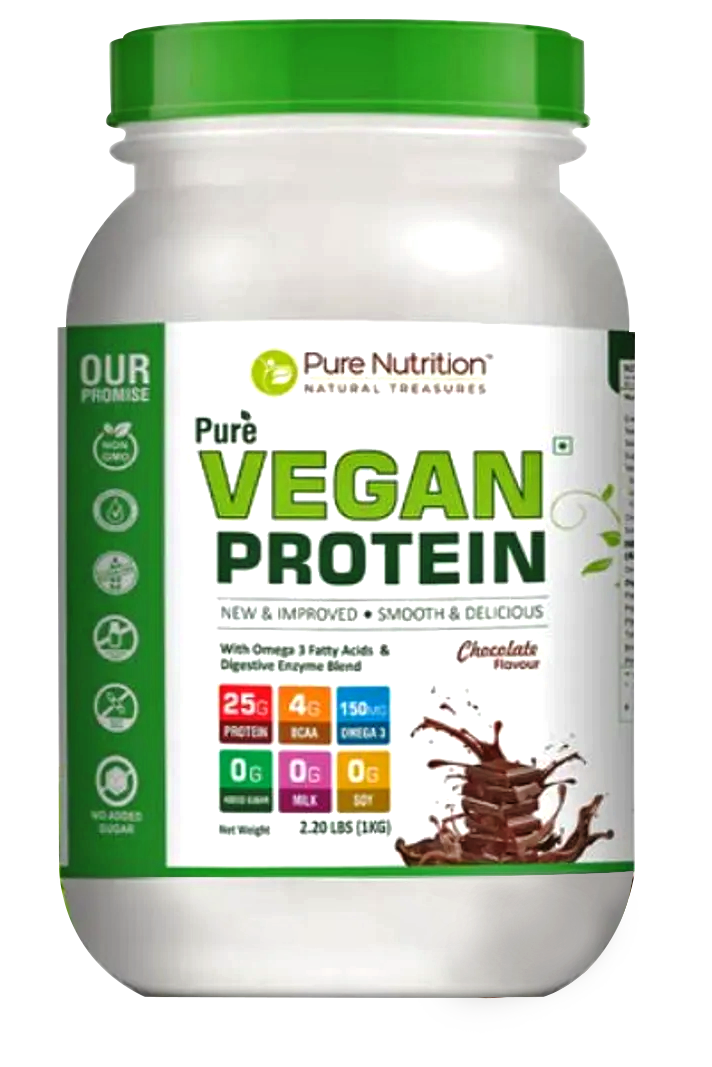 OUR
PROMISE
NON
GMO
NO ADDED
SUGAR
Pure Nutrition™
NATURAL TREASURES
Pure
VEGAN
PROTEIN
NEW & IMPROVED • SMOOTH & DELICIOUS
With Omega 3 Fatty Acids &
Digestive Enzyme Blend
Chocolate
Flavour
25G
PROTEIN
4G
BCAA
150MG
OMEGA 3
0G
ADDED SUGAR
0G
MILK
0G
SOY
Net Weight 2.20 LBS (1KG)